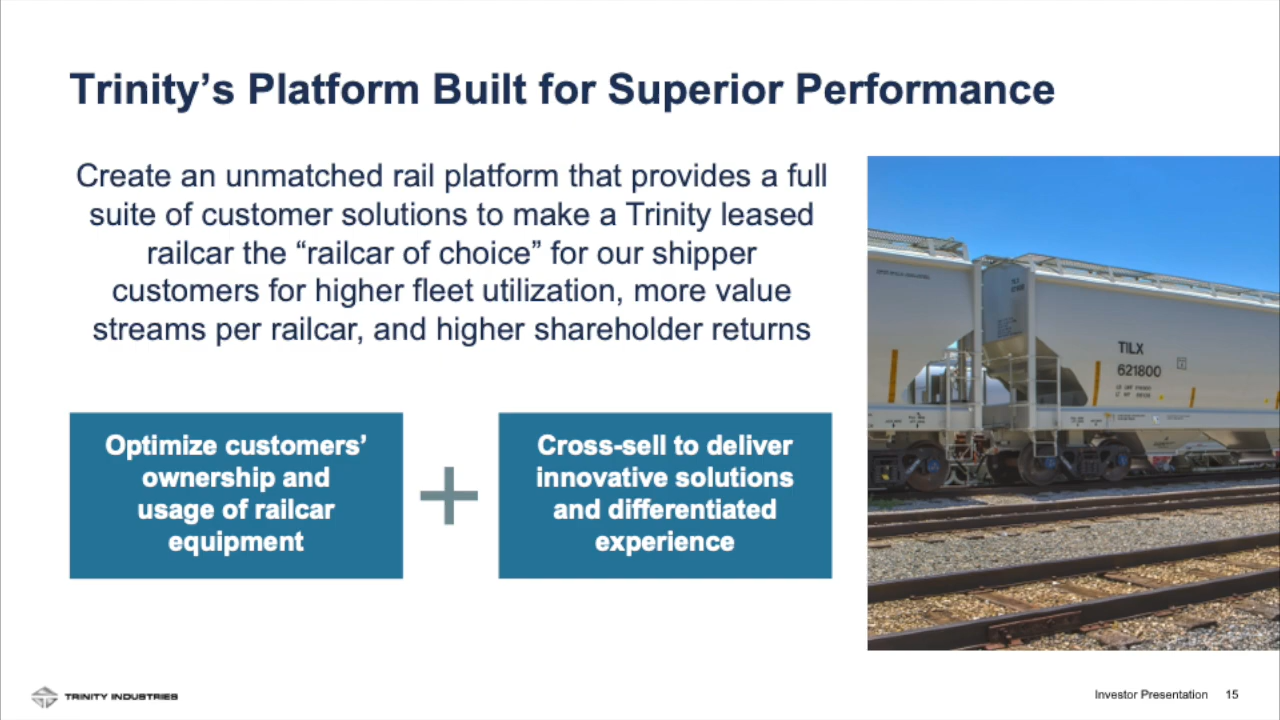 Trinity’s Platform Built for Superior Performance
Create an unmatched rail platform that provides a full
suite of customer solutions to make a Trinity leased
railcar the “railcar of choice” for our shipper
customers for higher fleet utilization, more value
streams per railcar, and higher shareholder returns
Optimize customers’
ownership and
usage of railcar
equipment
Cross-sell to deliver
innovative solutions
and differentiated
experience
TILX
621800
TRINITY INDUSTRIES
Investor Presentation 15